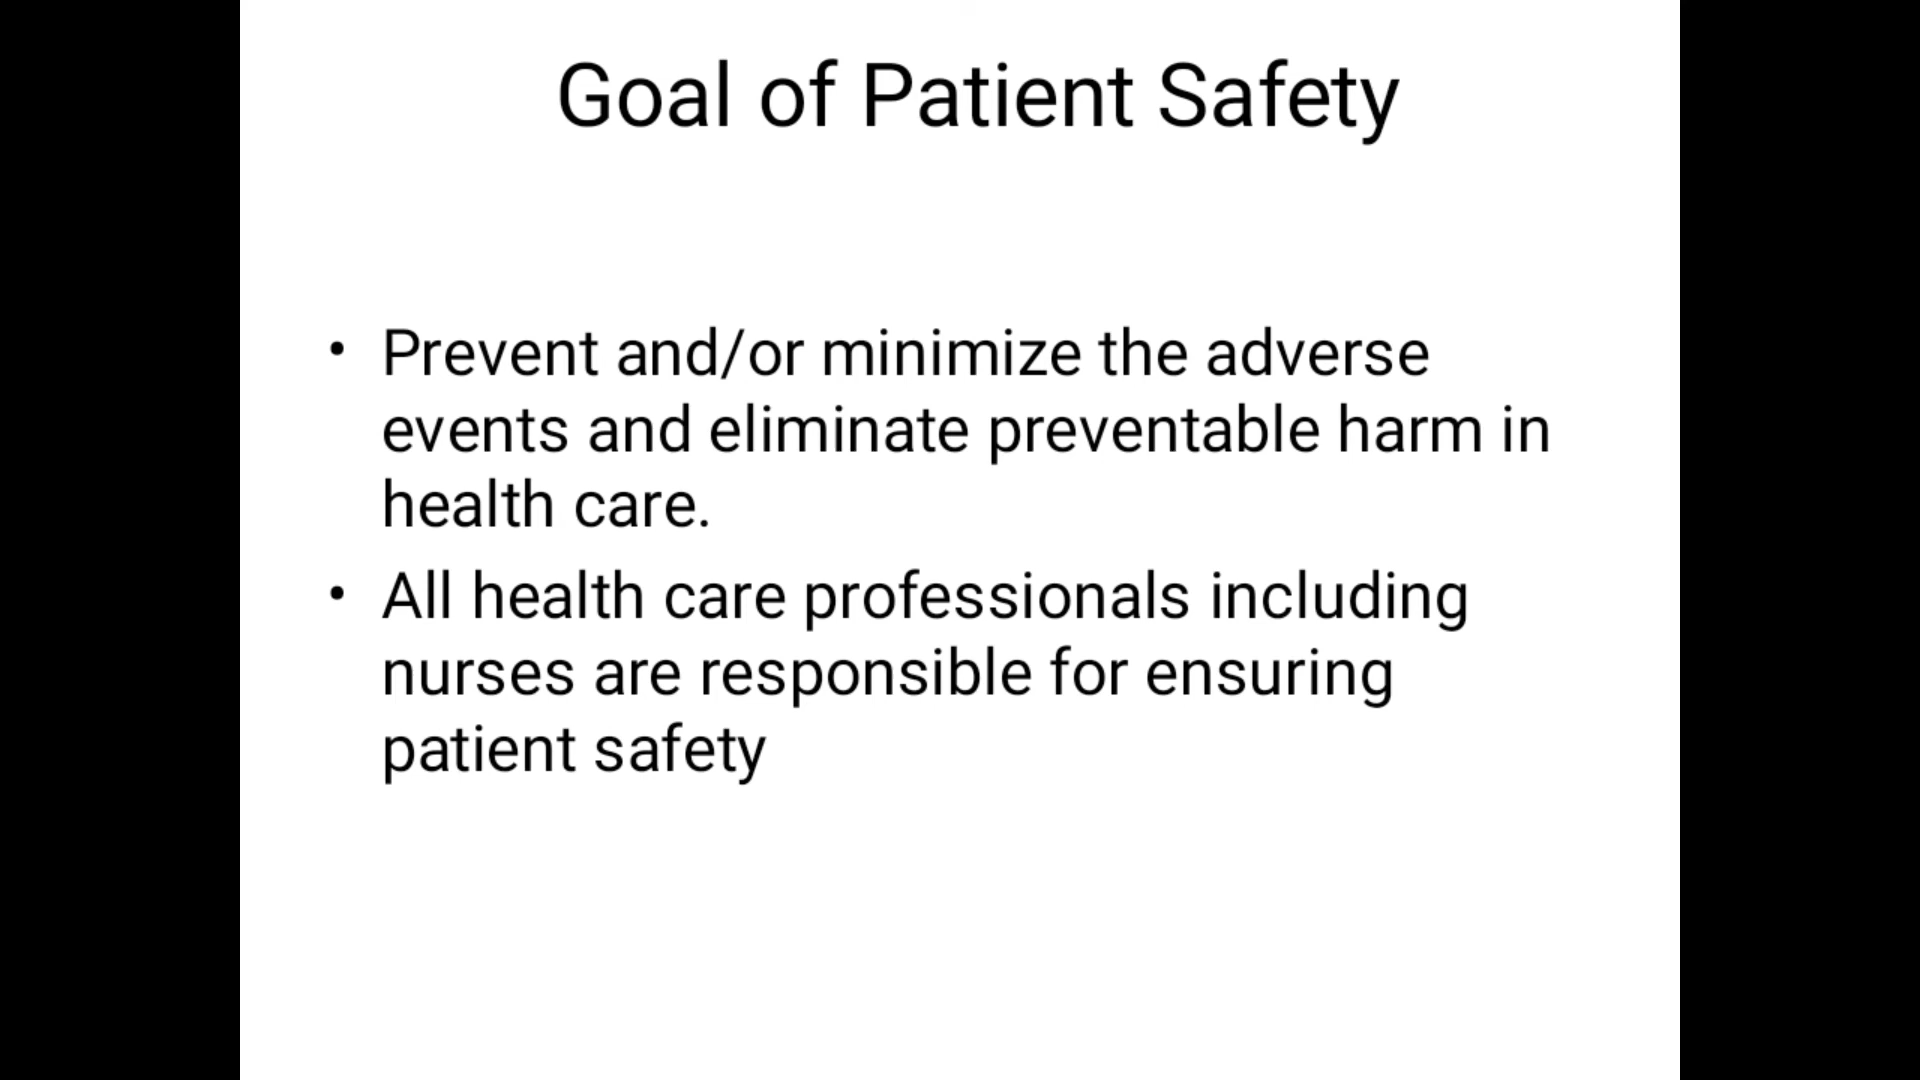 Goal of Patient Safety
• Prevent and/or minimize the adverse
events and eliminate preventable harm in
health care.
• All health care professionals including
nurses are responsible for ensuring
patient safety